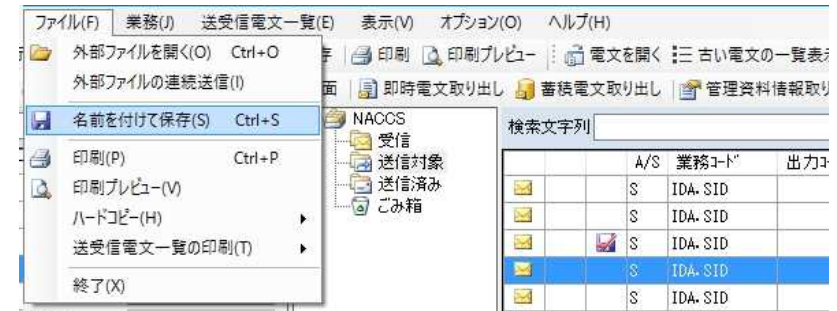 ファイル(F) 業務(J) 送受信電文一覧(E) 表示(V) オプション(O) ヘルプ(H)
外部ファイルを開く(O) Ctrl+O
外部ファイルの連続送信(I)
名前を付けて保存(S) Ctrl+S
印刷(P) Ctrl+P
印刷プレビュー(V)
ハードコピー(H)
送受信電文一覧の印刷(T)
終了(X)
存 印刷 印刷プレビュー 電文を開く 古い電文の一覧表示
面 即時電文取り出し 蓄積電文取り出し 管理資料情報取り
NACCS
受信
送信対象
送信済み
ごみ箱
検索文字列
A/S 業務コード 出力コ
S IDA.SID
S IDA.SID
S IDA.SID
S IDA.SID
S IDA.SID